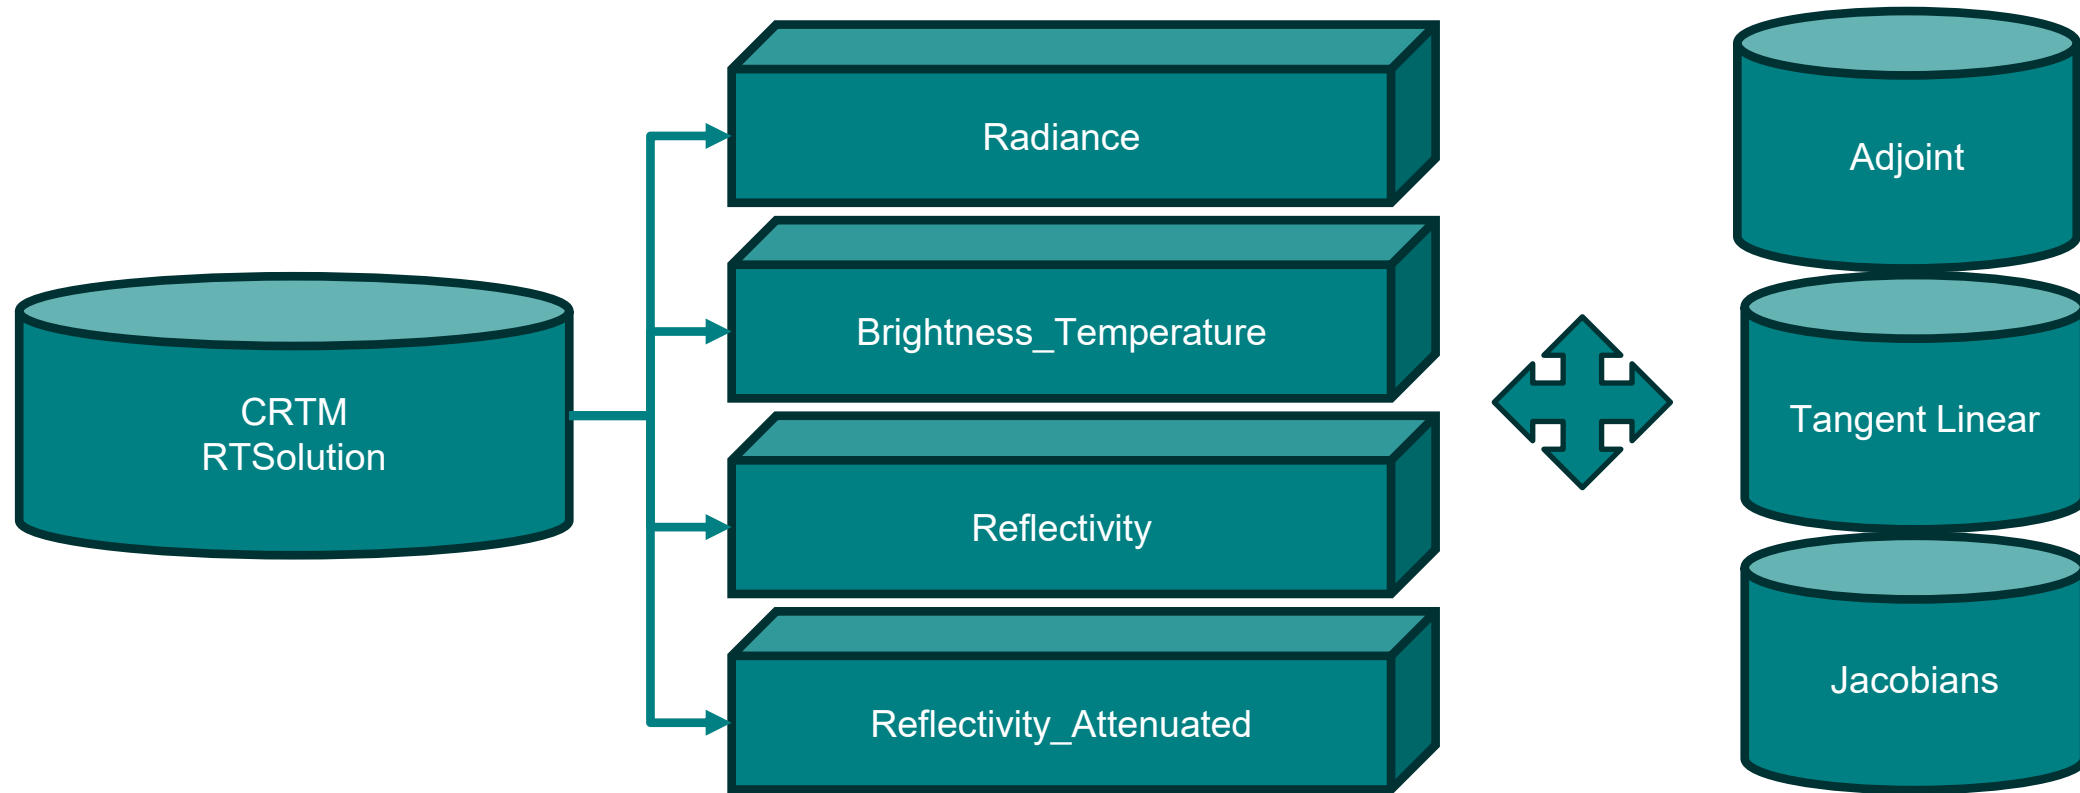 CRTM
RTSolution
Radiance
Brightness_Temperature
Reflectivity
Reflectivity_Attenuated
Adjoint
Tangent Linear
Jacobians